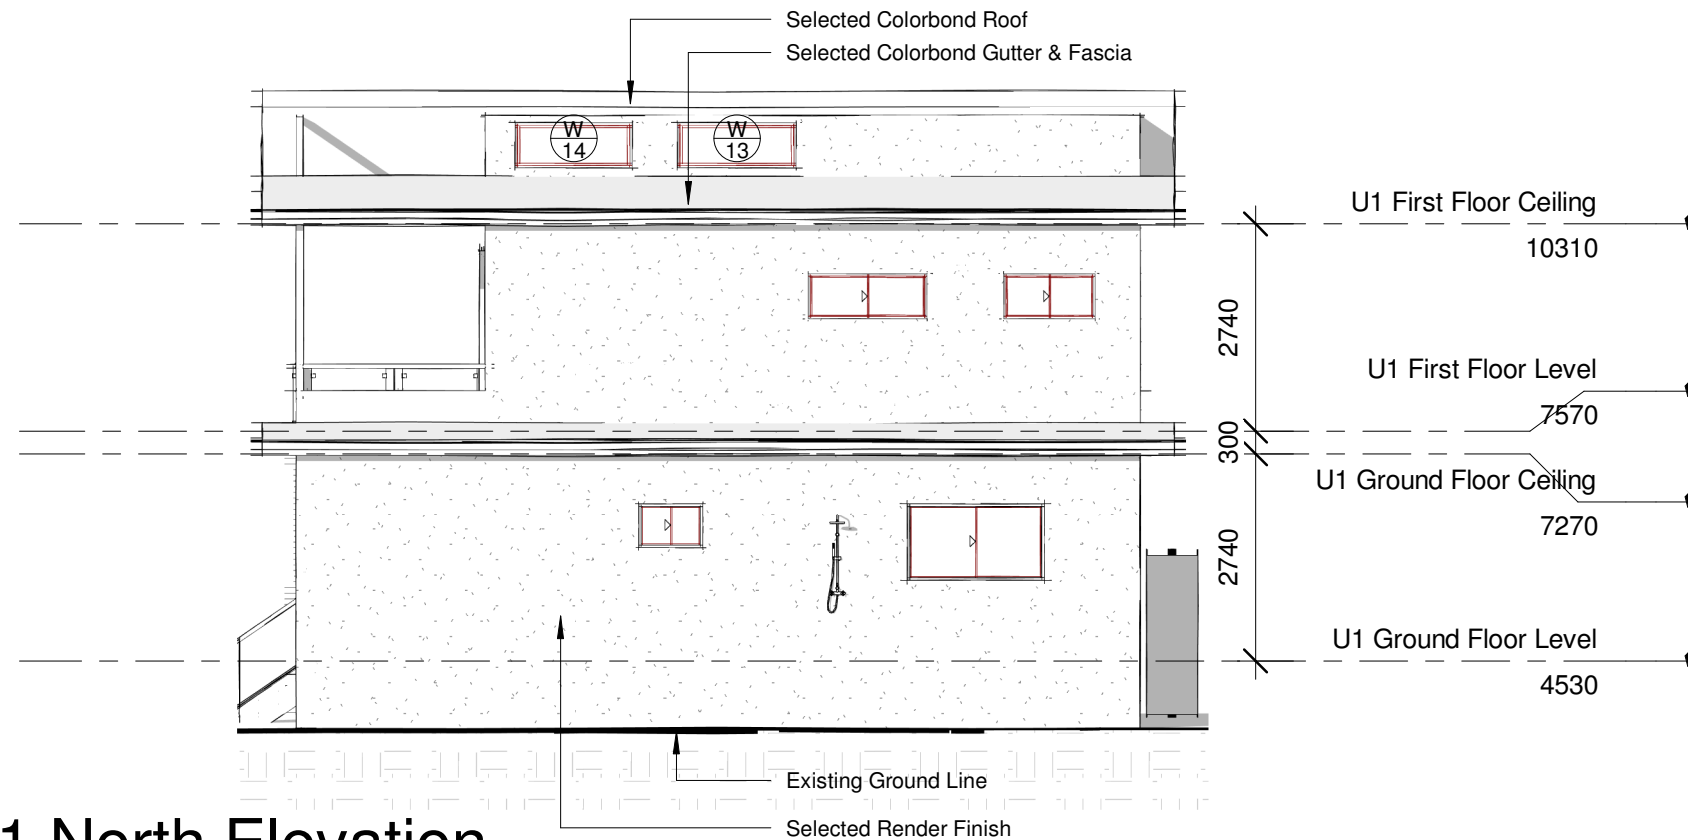 Selected Colorbond Roof
Selected Colorbond Gutter & Fascia
W
14
W
13
U1 First Floor Ceiling
10310
2740
U1 First Floor Level
7570
300
U1 Ground Floor Ceiling
7270
2740
U1 Ground Floor Level
4530
Existing Ground Line
1 North Elevation
Selected Render Finish